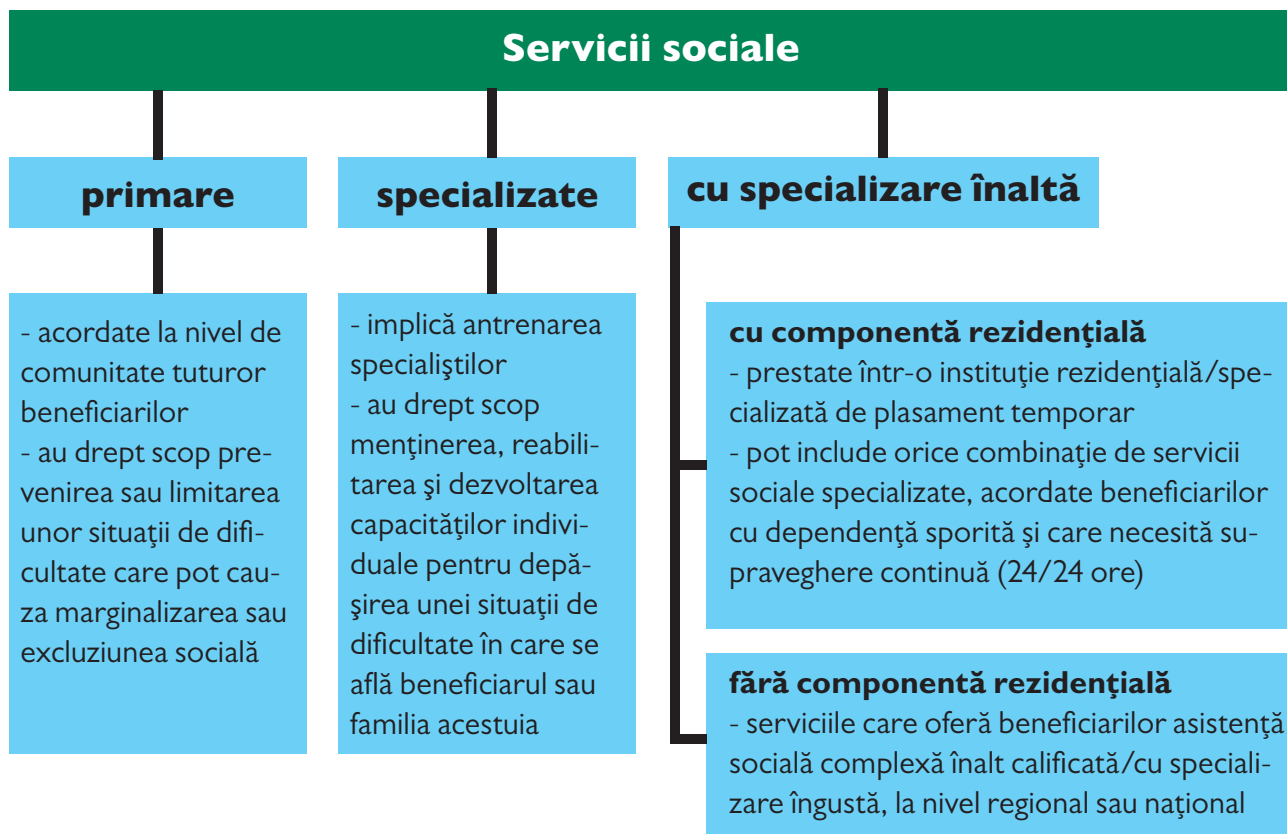 Servicii sociale
primare
- acordate la nivel de
comunitate tuturor
beneficiarilor
- au drept scop pre-
venirea sau limitarea
unor situaţii de difi-
cultate care pot cau-
za marginalizarea sau
excluziunea socială
specializate
- implică antrenarea
specialiştilor
- au drept scop
menţinerea, reabili-
tarea şi dezvoltarea
capacităţilor indivi-
duale pentru depă-
şirea unei situaţii de
dificultate în care se
află beneficiarul sau
familia acestuia
cu specializare înaltă
cu componentă rezidenţială
- prestate într-o instituţie rezidenţială/spe-
cializată de plasament temporar
- pot include orice combinaţie de servicii
sociale specializate, acordate beneficiarilor
cu dependenţă sporită şi care necesită su-
praveghere continuă (24/24 ore)
fără componentă rezidenţială
- serviciile care oferă beneficiarilor asistenţă
socială complexă înalt calificată/cu speciali-
zare îngustă, la nivel regional sau naţional